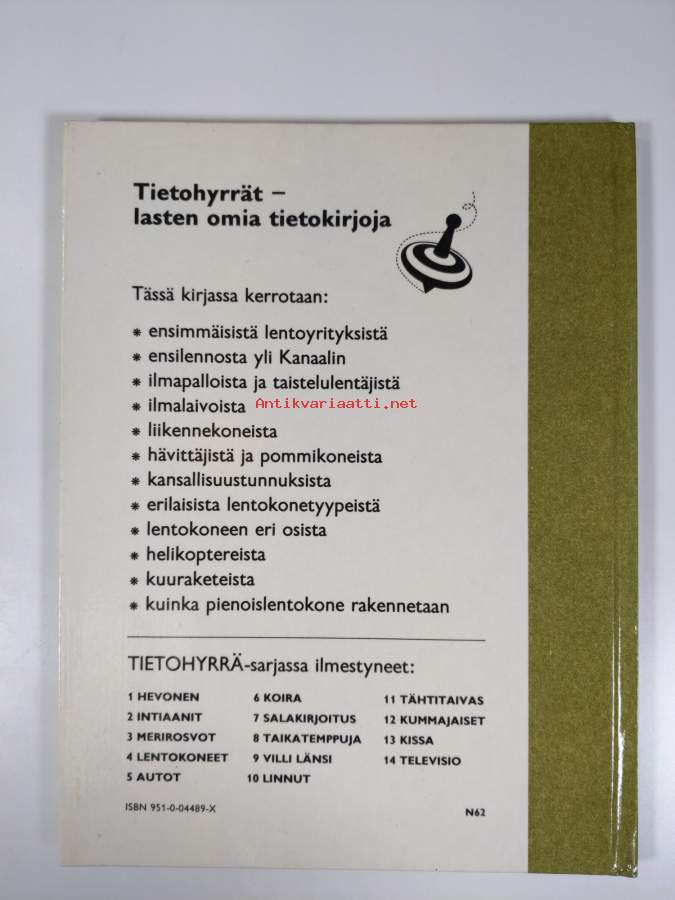 Tietohyrrät –
lasten omia tietokirjoja
Tässä kirjassa kerrotaan:
* ensimmäisistä lentoyrityksistä
* ensilennosta yli Kanaalin
* ilmapalloista ja taistelulentäjistä
* ilmalaivoista
Antikvariaatti.net
* liikennekoneista
* hävittäjistä ja pommikoneista
* kansallisuustunnuksista
* erilaisista lentokonetyypeistä
* lentokoneen eri osista
* helikoptereista
* kuuraketeista
* kuinka pienoislentokone rakennetaan
TIETOHYRRÄ-sarjassa ilmestyneet:
1 HEVONEN
2 INTIAANIT
3 MERIROSVOT
4 LENTOKONEET
5 AUTOT
6 KOIRA
7 SALAKIRJOITUS
8 TAIKATEMPPUJA
9 VILLI LÄNSI
10 LINNUT
11 TÄHTITAIVAS
12 KUMMAJAISET
13 KISSA
14 TELEVISIO
ISBN 951-0-04489-X
N62